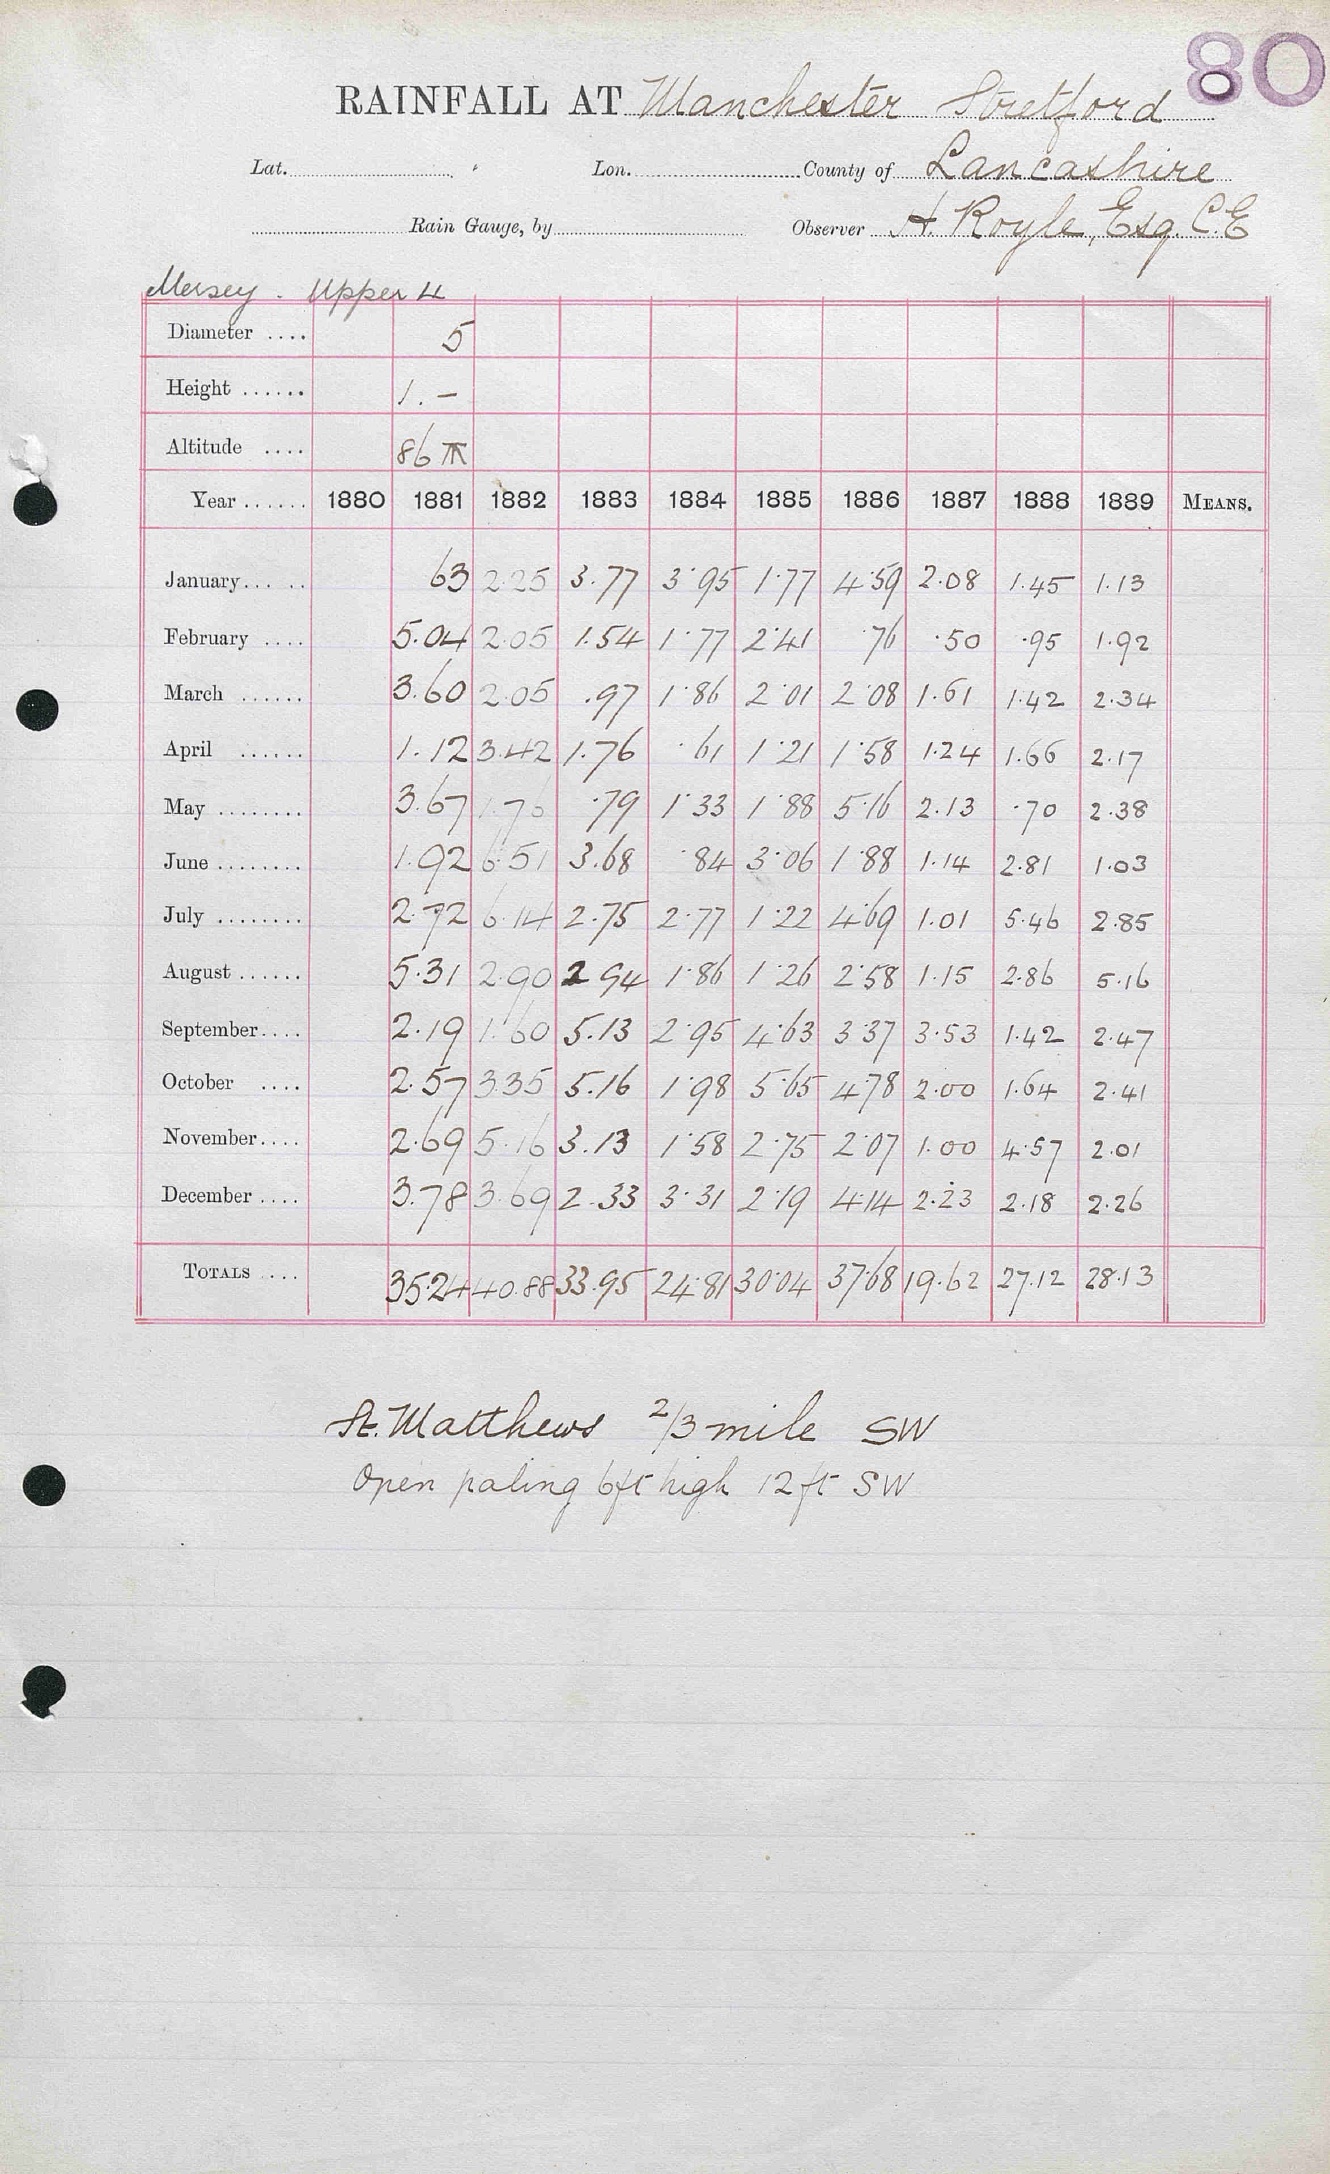 80
RAINFALL AT Manchester Stretford
Lat. Lon. County of Lancashire
Rain Gauge, by Observer H. Royle, Esq. C.E
Mersey. Upper 4
Diameter .... 5
Height ...... 1. –
Altitude .... 86
Year ...... 1880 1881 1882 1883 1884 1885 1886 1887 1888 1889 MEANS.
January... .. 63 2.25 3.77 3.95 1.77 4.59 2.08 1.45 1.13
February .... 5.04 2.05 1.54 1.77 2.41 .76 .50 .95 1.92
March ...... 3.60 2.05 .97 1.86 2.01 2.08 1.61 1.42 2.34
April ...... 1.12 3.42 1.76 .61 1.21 1.58 1.24 1.66 2.17
May ........ 3.67 1.76 .79 1.33 1.88 5.16 2.13 .70 2.38
June ........ 1.92 6.51 3.68 .84 3.06 1.88 1.14 2.81 1.03
July ........ 2.72 6.14 2.75 2.77 1.22 4.69 1.01 5.46 2.85
August ...... 5.31 2.90 2.94 1.86 1.26 2.58 1.15 2.86 5.16
September.... 2.19 1.60 5.13 2.95 4.63 3.37 3.53 1.42 2.47
October .... 2.57 3.35 5.16 1.98 5.65 4.78 2.00 1.64 2.41
November.... 2.69 5.16 3.13 1.58 2.75 2.07 1.00 4.57 2.01
December .... 3.78 3.69 2.33 3.31 2.19 4.14 2.23 2.18 2.26
TOTALS .... 35.24 40.88 33.95 24.81 30.04 37.68 19.62 27.12 28.13
St. Matthews 2/3 mile SW
Open paling 6ft high 12 ft SW